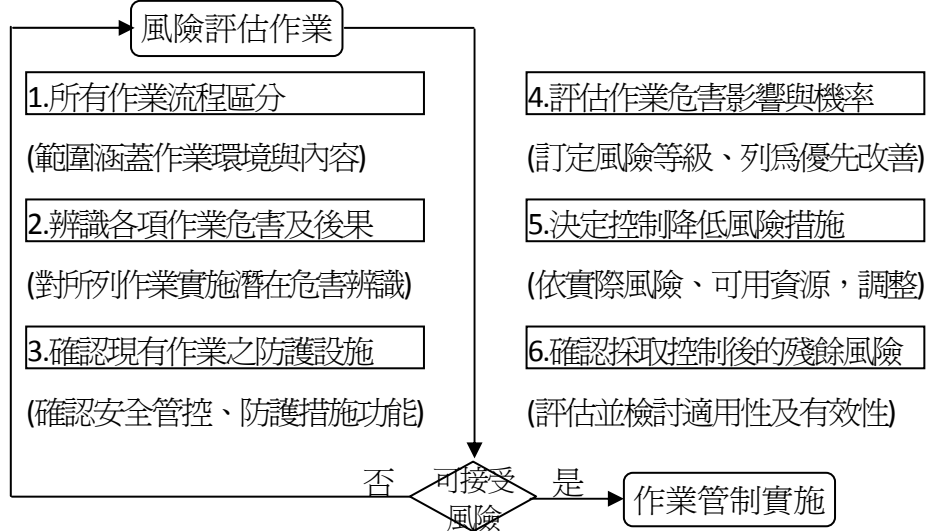 風險評估作業
1.所有作業流程區分
(範圍涵蓋作業環境與內容)
2.辨識各項作業危害及後果
(對所列作業實施潛在危害辨識)
3.確認現有作業之防護設施
(確認安全管控、防護措施功能)
4.評估作業危害影響與機率
(訂定風險等級、列爲優先改善)
5.決定控制降低風險措施
(依實際風險、可用資源，調整)
6.確認採取控制後的殘餘風險
(評估並檢討適用性及有效性)
否
可接受
風險
是
作業管制實施